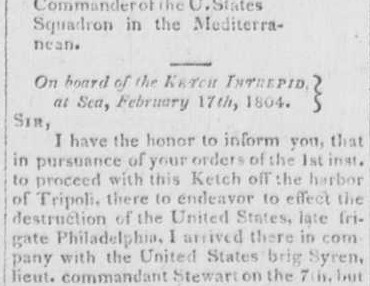 Commander of the U. States
Squadron in the Mediterra-
nean.
On board of the KETCH INTREPID,
at Sea, February 17th, 1804.
SIR,
I have the honor to inform you, that
in pursuance of your orders of the 1st inst.
to proceed with this Ketch off the harbor
of Tripoli, there to endeavor to effect the
destruction of the United States, late fri-
gate Philadelphia, I arrived there in com-
pany with the United States brig Syren,
lieut. commandant Stewart on the 7th, but